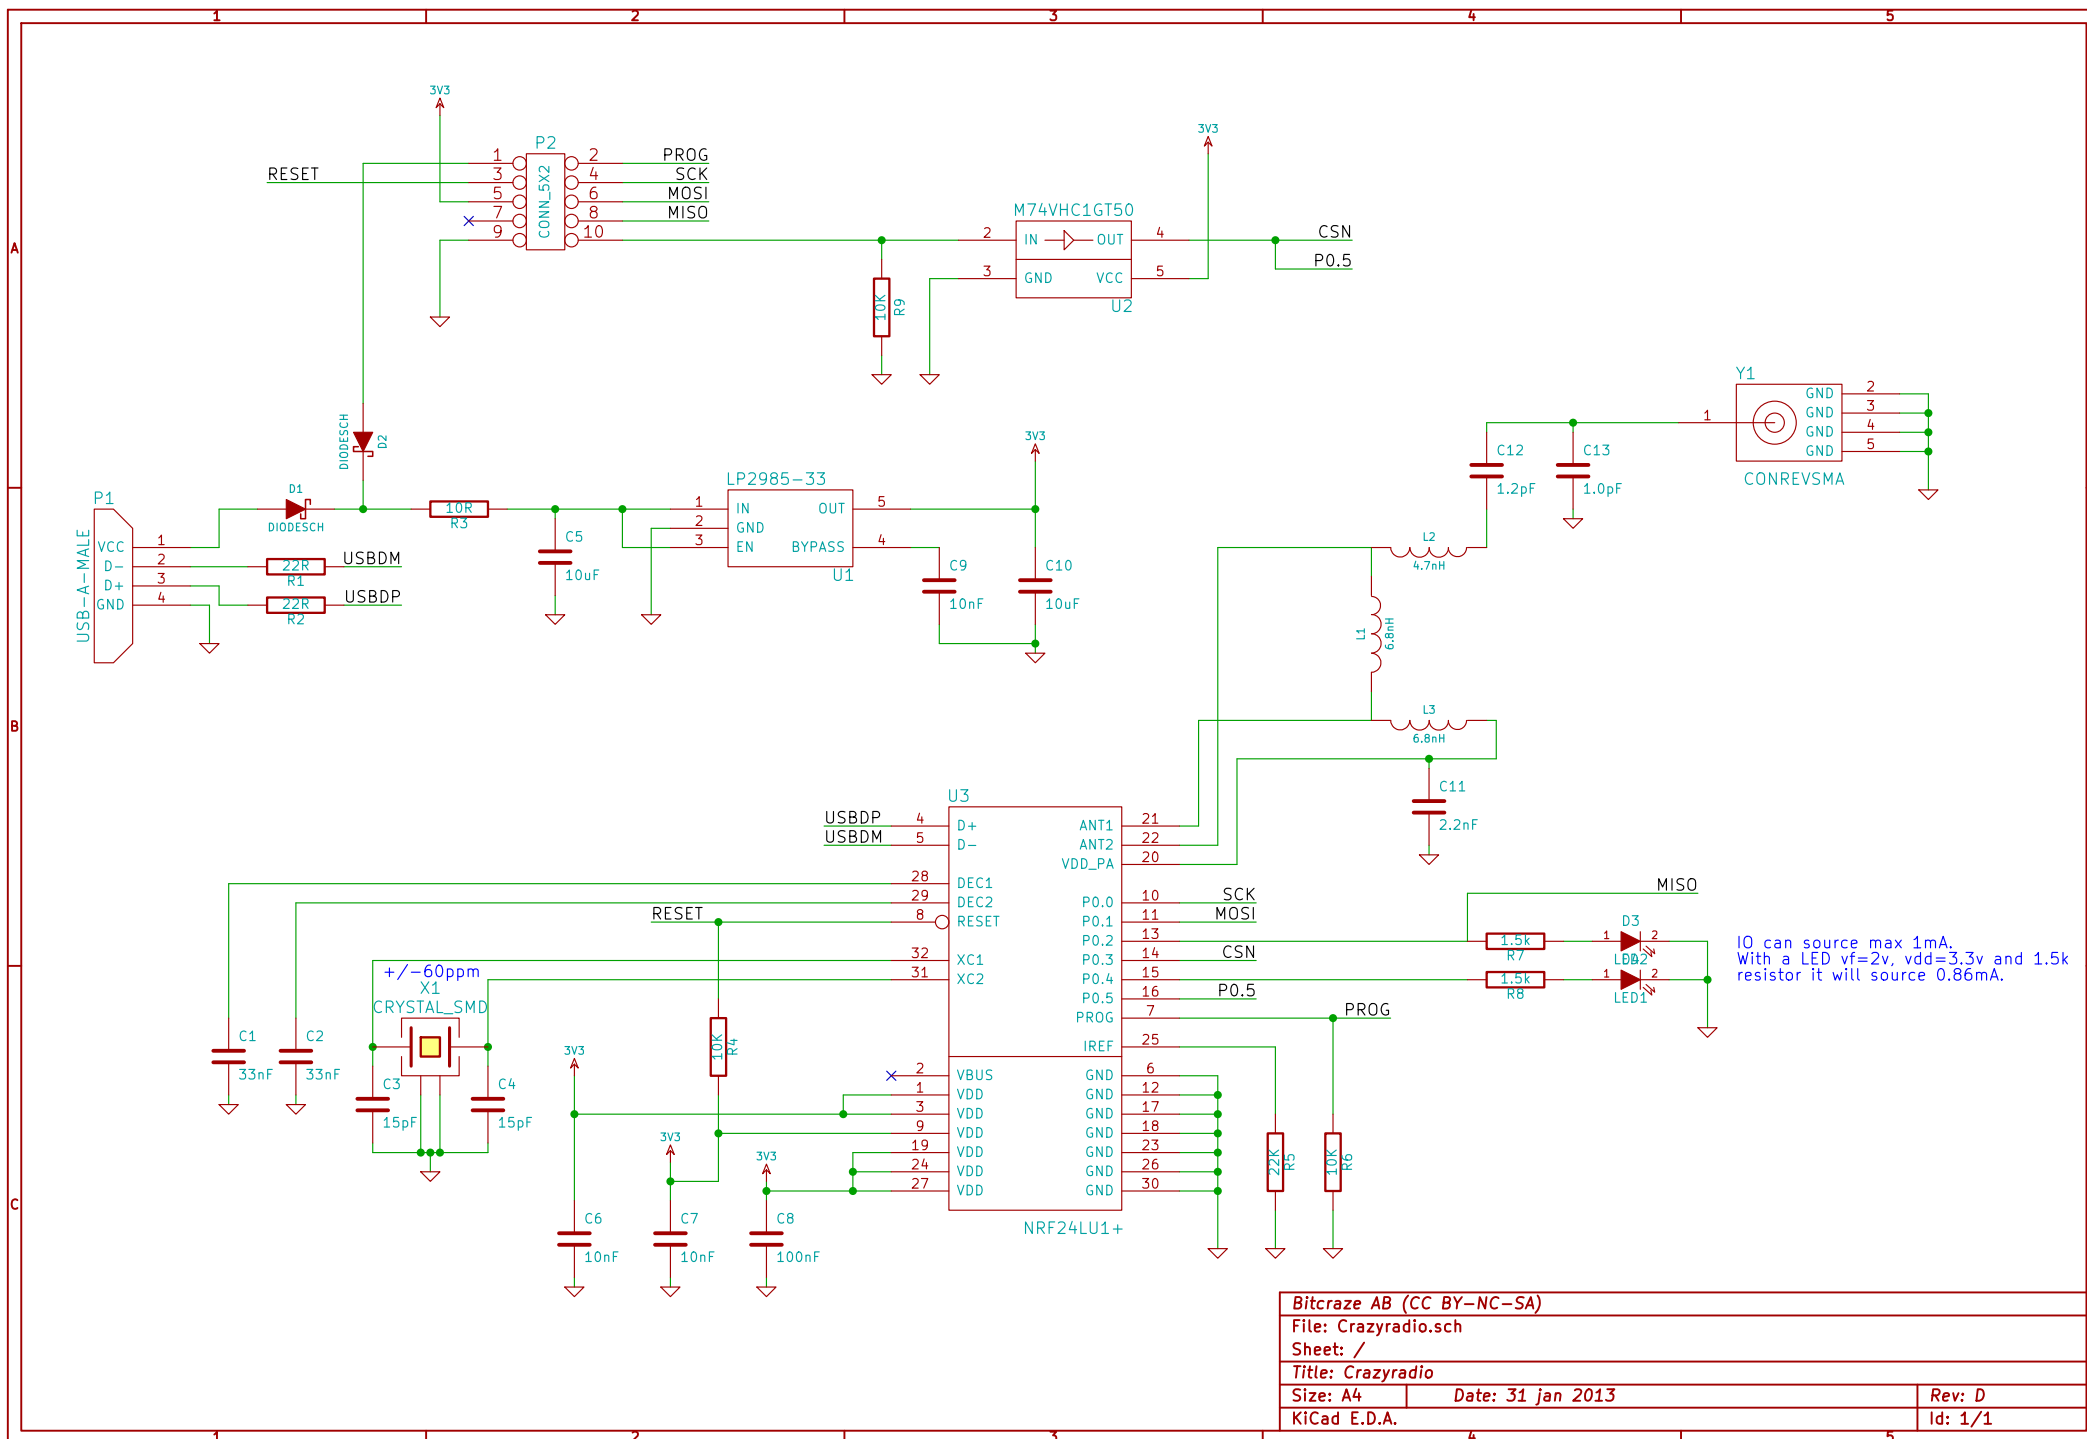 1 2 3 4 5
A
B
C
3V3
P2
CONN_5X2
1 2 PROG
RESET 3 4 SCK
5 6 MOSI
7 8 MISO
9 10
10K
R9
3V3
M74VHC1GT50
2 IN OUT 4 CSN
P0.5
3 GND VCC 5
U2
DIODESCH
D2
D1
DIODESCH
10R
R3
P1
USB-A-MALE
VCC 1
D- 2
D+ 3
GND 4
22R
R1
USBDM
22R
R2
USBDP
C5
10uF
LP2985-33
1 IN OUT 5
2 GND
3 EN BYPASS 4
U1
3V3
C9
10nF
C10
10uF
Y1
1
GND 2
GND 3
GND 4
GND 5
CONREVSMA
C12
1.2pF
C13
1.0pF
L2
4.7nH
L1
6.8nH
L3
6.8nH
C11
2.2nF
U3
USBDP 4 D+
USBDM 5 D-
28 DEC1
29 DEC2
RESET 8 RESET
32 XC1
31 XC2
2 VBUS
1 VDD
3 VDD
9 VDD
19 VDD
24 VDD
27 VDD
ANT1 21
ANT2 22
VDD_PA 20
P0.0 10 SCK
P0.1 11 MOSI
P0.2 13
P0.3 14 CSN
P0.4 15
P0.5 16 P0.5
PROG 7 PROG
IREF 25
GND 6
GND 12
GND 17
GND 18
GND 23
GND 26
GND 30
NRF24LU1+
MISO
1.5k
R7
1 D3 2
LED2
1.5k
R8
1 D4 2
LED1
IO can source max 1mA.
With a LED vf=2v, vdd=3.3v and 1.5k
resistor it will source 0.86mA.
+/-60ppm
X1
CRYSTAL_SMD
C1
33nF
C2
33nF
C3
15pF
C4
15pF
10K
R4
3V3
3V3
3V3
C6
10nF
C7
10nF
C8
100nF
22K
R5
10K
R6
Bitcraze AB (CC BY-NC-SA)
File: Crazyradio.sch
Sheet: /
Title: Crazyradio
Size: A4 Date: 31 jan 2013 Rev: D
KiCad E.D.A. Id: 1/1
1 2 3 4 5